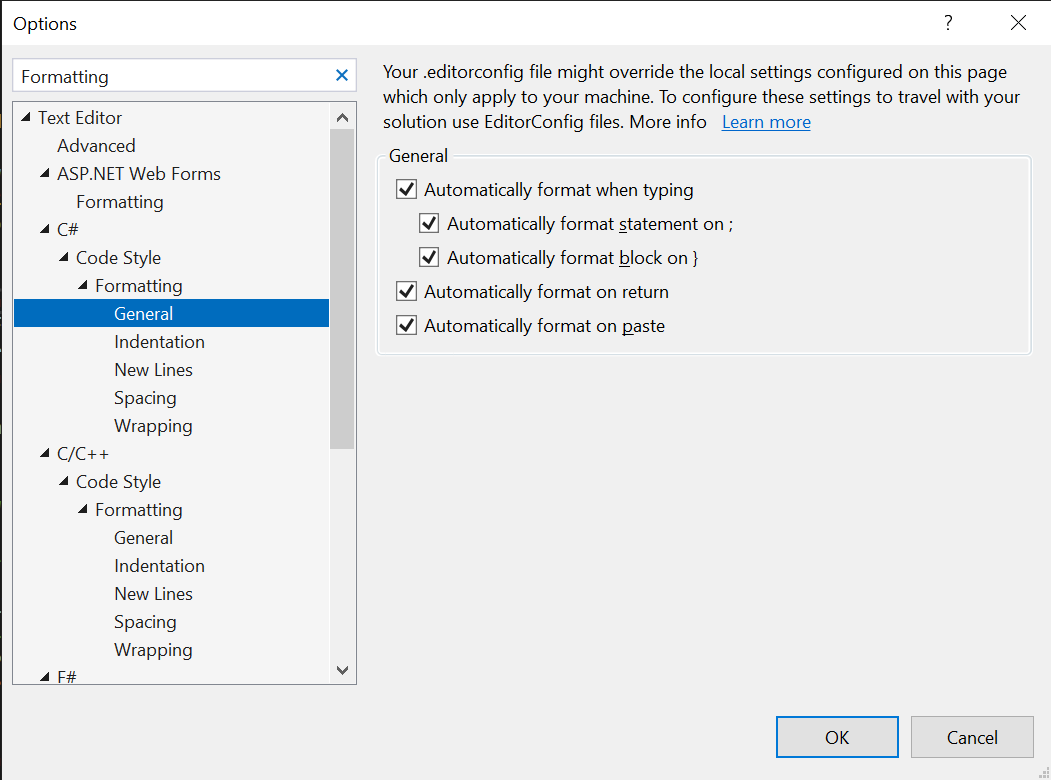 Options
?
Formatting
Text Editor
Advanced
ASP.NET Web Forms
Formatting
C#
Code Style
Formatting
General
Indentation
New Lines
Spacing
Wrapping
C/C++
Code Style
Formatting
General
Indentation
New Lines
Spacing
Wrapping
F#
Your .editorconfig file might override the local settings configured on this page
which only apply to your machine. To configure these settings to travel with your
solution use EditorConfig files. More info Learn more
General
Automatically format when typing
Automatically format statement on ;
Automatically format block on }
Automatically format on return
Automatically format on paste
OK
Cancel